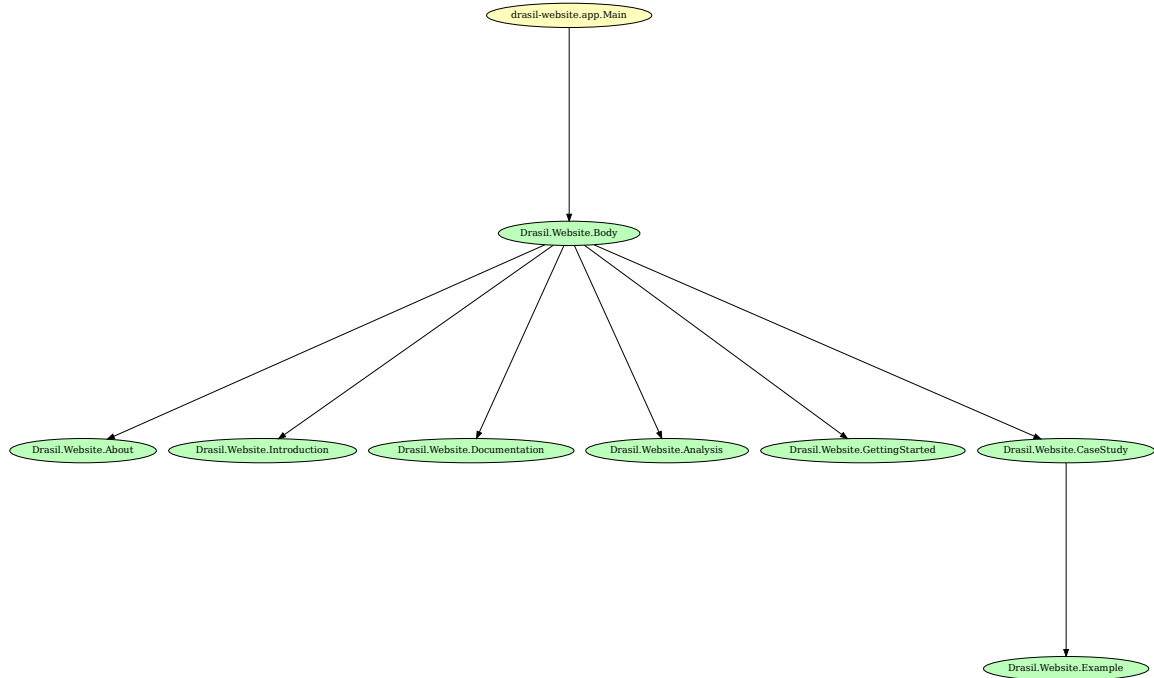 drasil-website.app.Main
Drasil.Website.Body
Drasil.Website.About
Drasil.Website.Introduction
Drasil.Website.Documentation
Drasil.Website.Analysis
Drasil.Website.GettingStarted
Drasil.Website.CaseStudy
Drasil.Website.Example